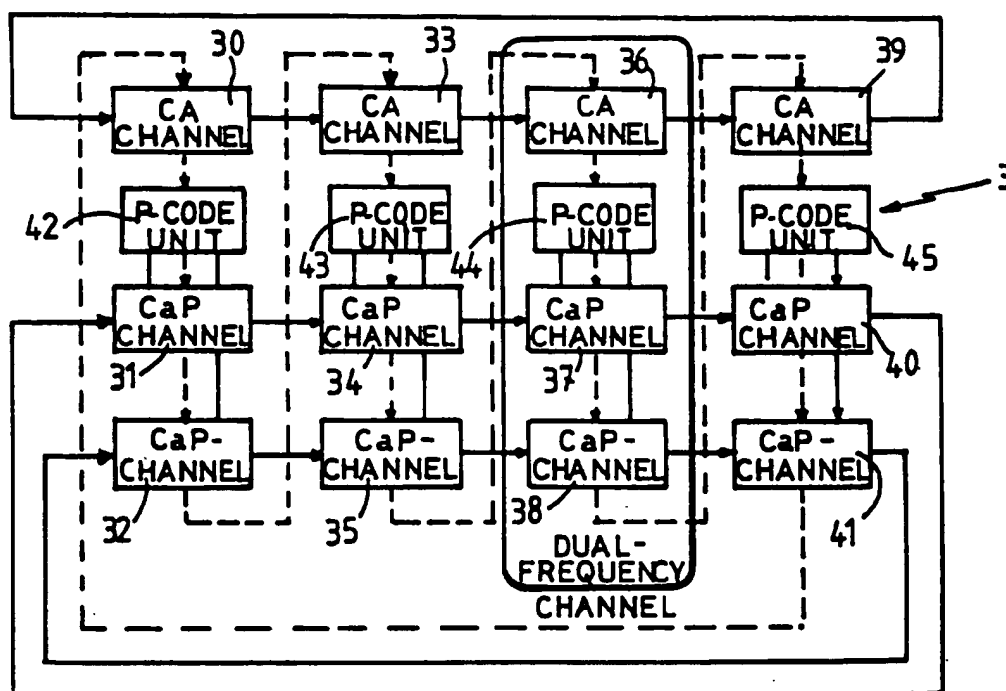 30
33
36
39
CA
CHANNEL
CA
CHANNEL
CA
CHANNEL
CA
CHANNEL
3
42
P-CODE
UNIT
43
P-CODE
UNIT
44
P-CODE
UNIT
P-CODE
UNIT
45
CaP
CHANNEL
31
CaP
CHANNEL
34
CaP
CHANNEL
37
CaP
CHANNEL
40
CaP-
CHANNEL
32
CaP-
CHANNEL
35
CaP-
CHANNEL
38
CaP-
CHANNEL
41
DUAL-
FREQUENCY
CHANNEL